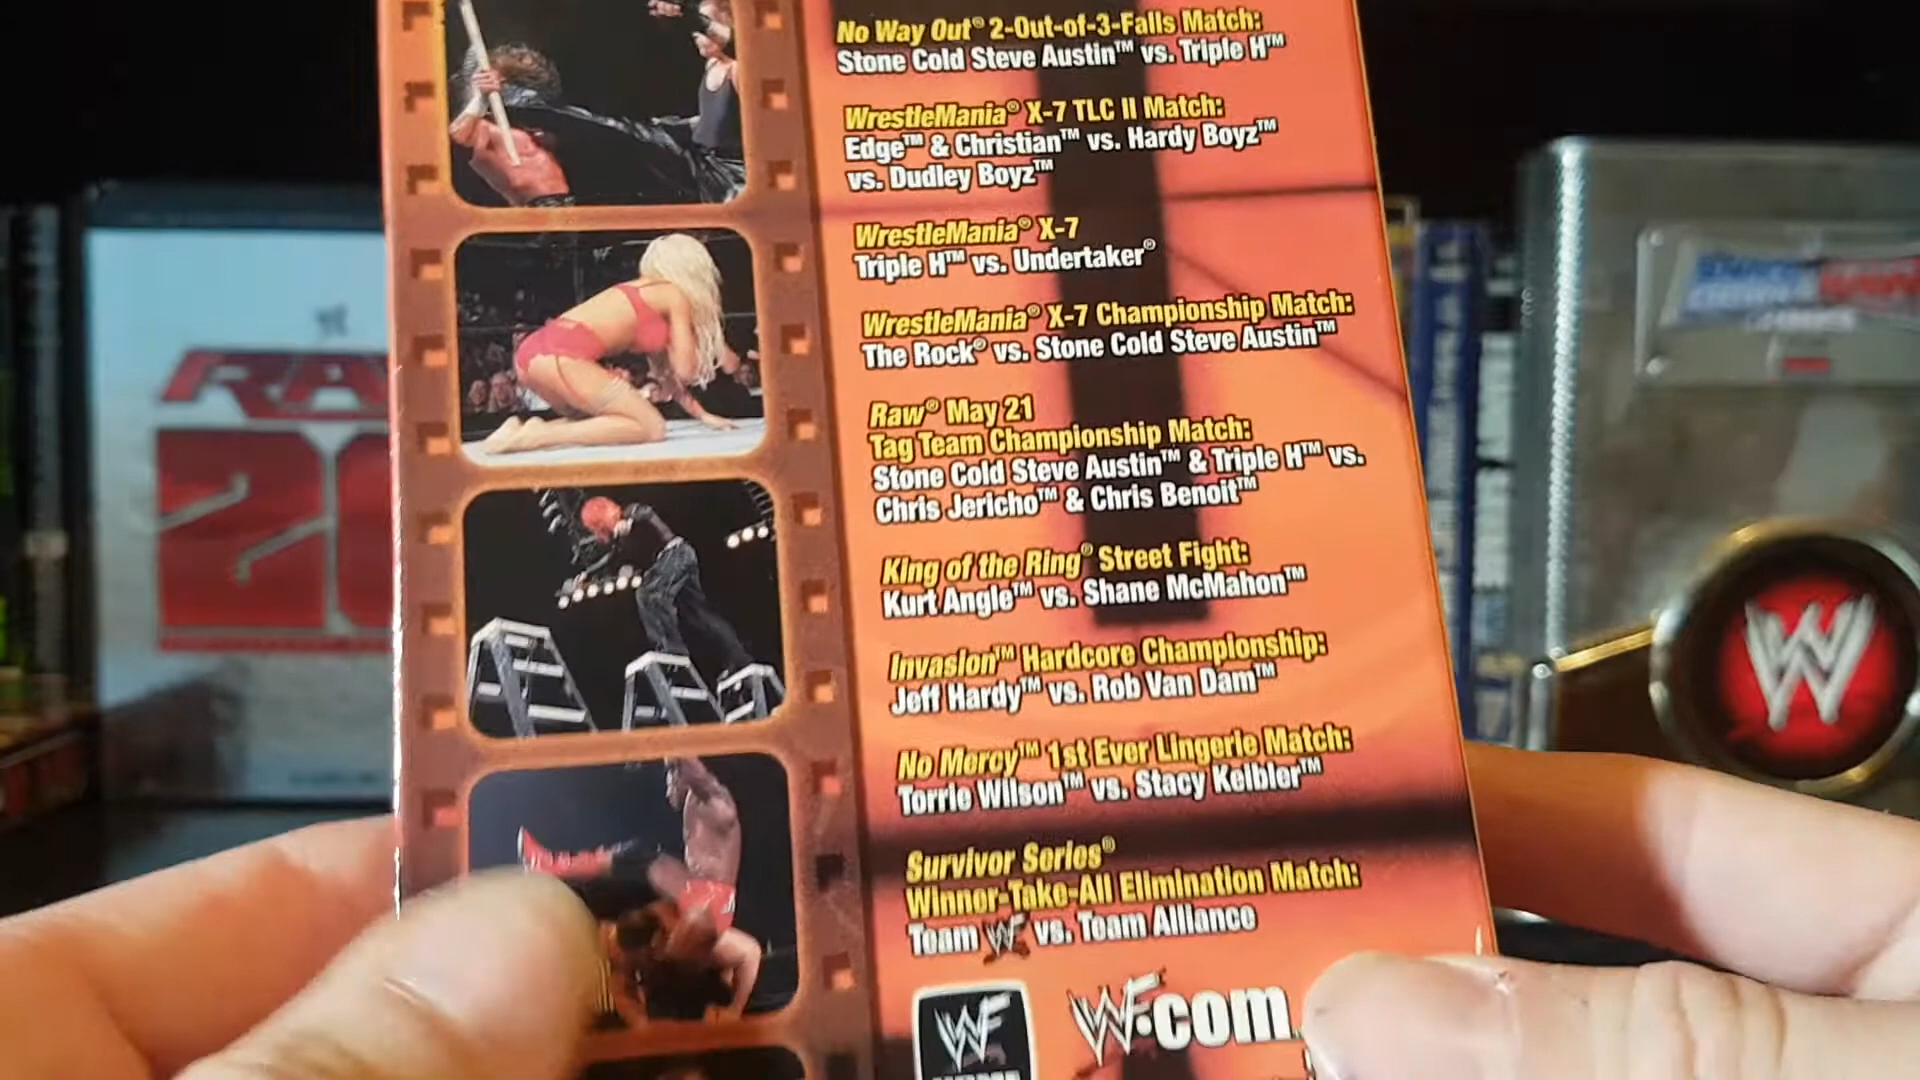 No Way Out® 2-Out-of-3-Falls Match:
Stone Cold Steve Austin™ vs. Triple H™
WrestleMania® X-7 TLC II Match:
Edge™ & Christian™ vs. Hardy Boyz™
vs. Dudley Boyz™
WrestleMania® X-7
Triple H™ vs. Undertaker®
WrestleMania® X-7 Championship Match:
The Rock® vs. Stone Cold Steve Austin™
Raw® May 21
Tag Team Championship Match:
Stone Cold Steve Austin™ & Triple H™ vs.
Chris Jericho™ & Chris Benoit™
King of the Ring® Street Fight:
Kurt Angle™ vs. Shane McMahon™
Invasion™ Hardcore Championship:
Jeff Hardy™ vs. Rob Van Dam™
No Mercy™ 1st Ever Lingerie Match:
Torrie Wilson™ vs. Stacy Keibler™
Survivor Series®
Winner-Take-All Elimination Match:
Team WF vs. Team Alliance
WF
WF.com
RA
20
W